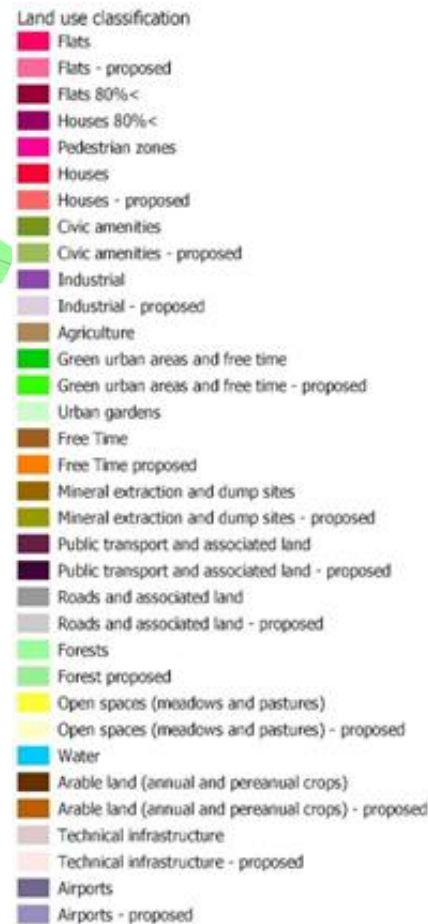 Land use classification
Flats
Flats - proposed
Flats 80%<
Houses 80%<
Pedestrian zones
Houses
Houses - proposed
Civic amenities
Civic amenities - proposed
Industrial
Industrial - proposed
Agriculture
Green urban areas and free time
Green urban areas and free time - proposed
Urban gardens
Free Time
Free Time proposed
Mineral extraction and dump sites
Mineral extraction and dump sites - proposed
Public transport and associated land
Public transport and associated land - proposed
Roads and associated land
Roads and associated land - proposed
Forests
Forest proposed
Open spaces (meadows and pastures)
Open spaces (meadows and pastures) - proposed
Water
Arable land (annual and pereanual crops)
Arable land (annual and pereanual crops) - proposed
Technical infrastructure
Technical infrastructure - proposed
Airports
Airports - proposed